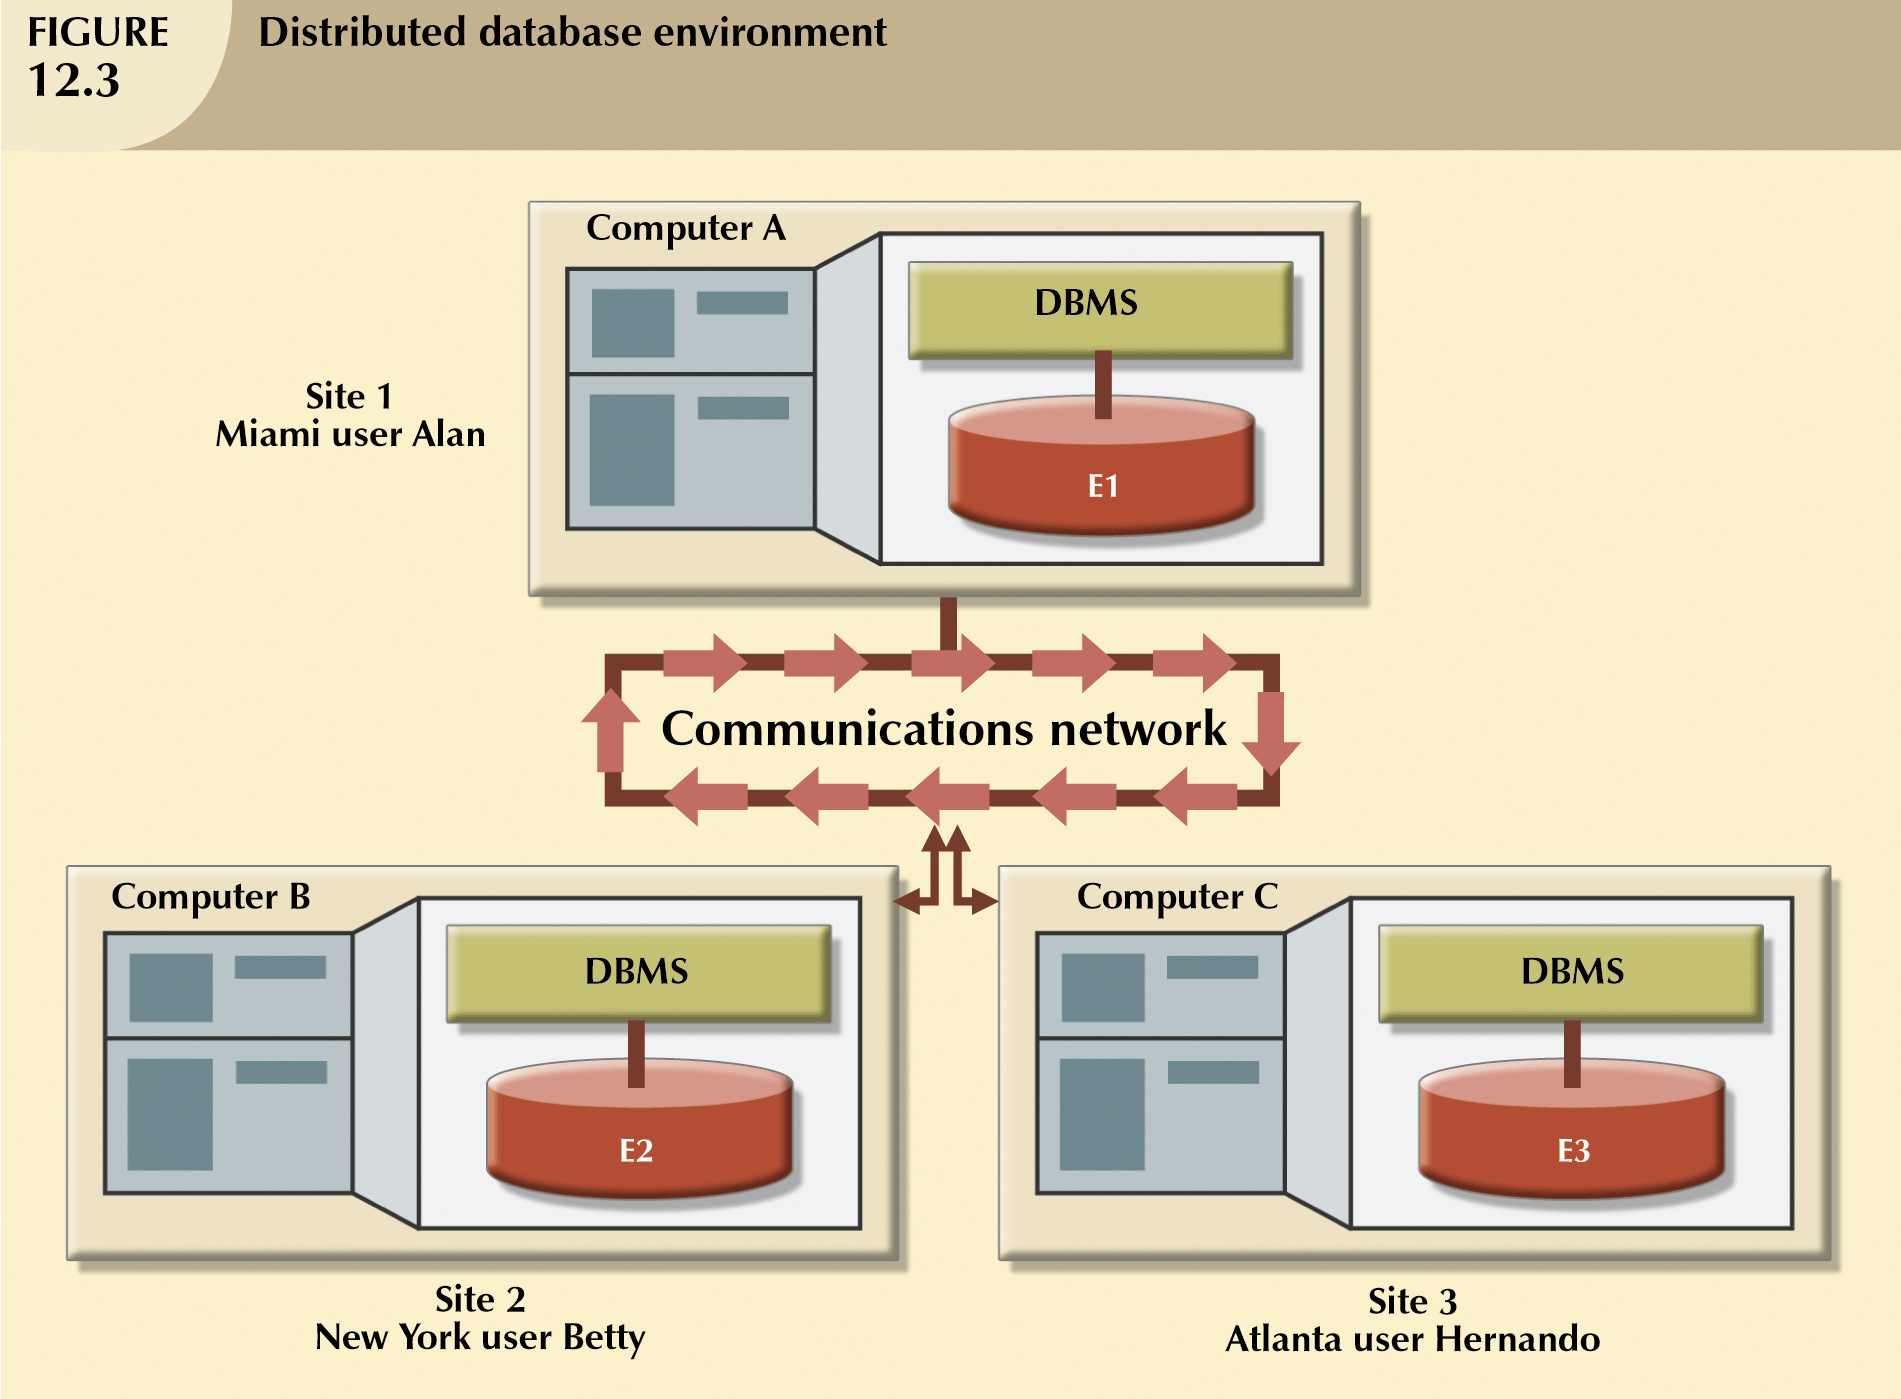 FIGURE
12.3
Distributed database environment
Computer A
DBMS
E1
Site 1
Miami user Alan
Communications network
Computer B
DBMS
E2
Site 2
New York user Betty
Computer C
DBMS
E3
Site 3
Atlanta user Hernando